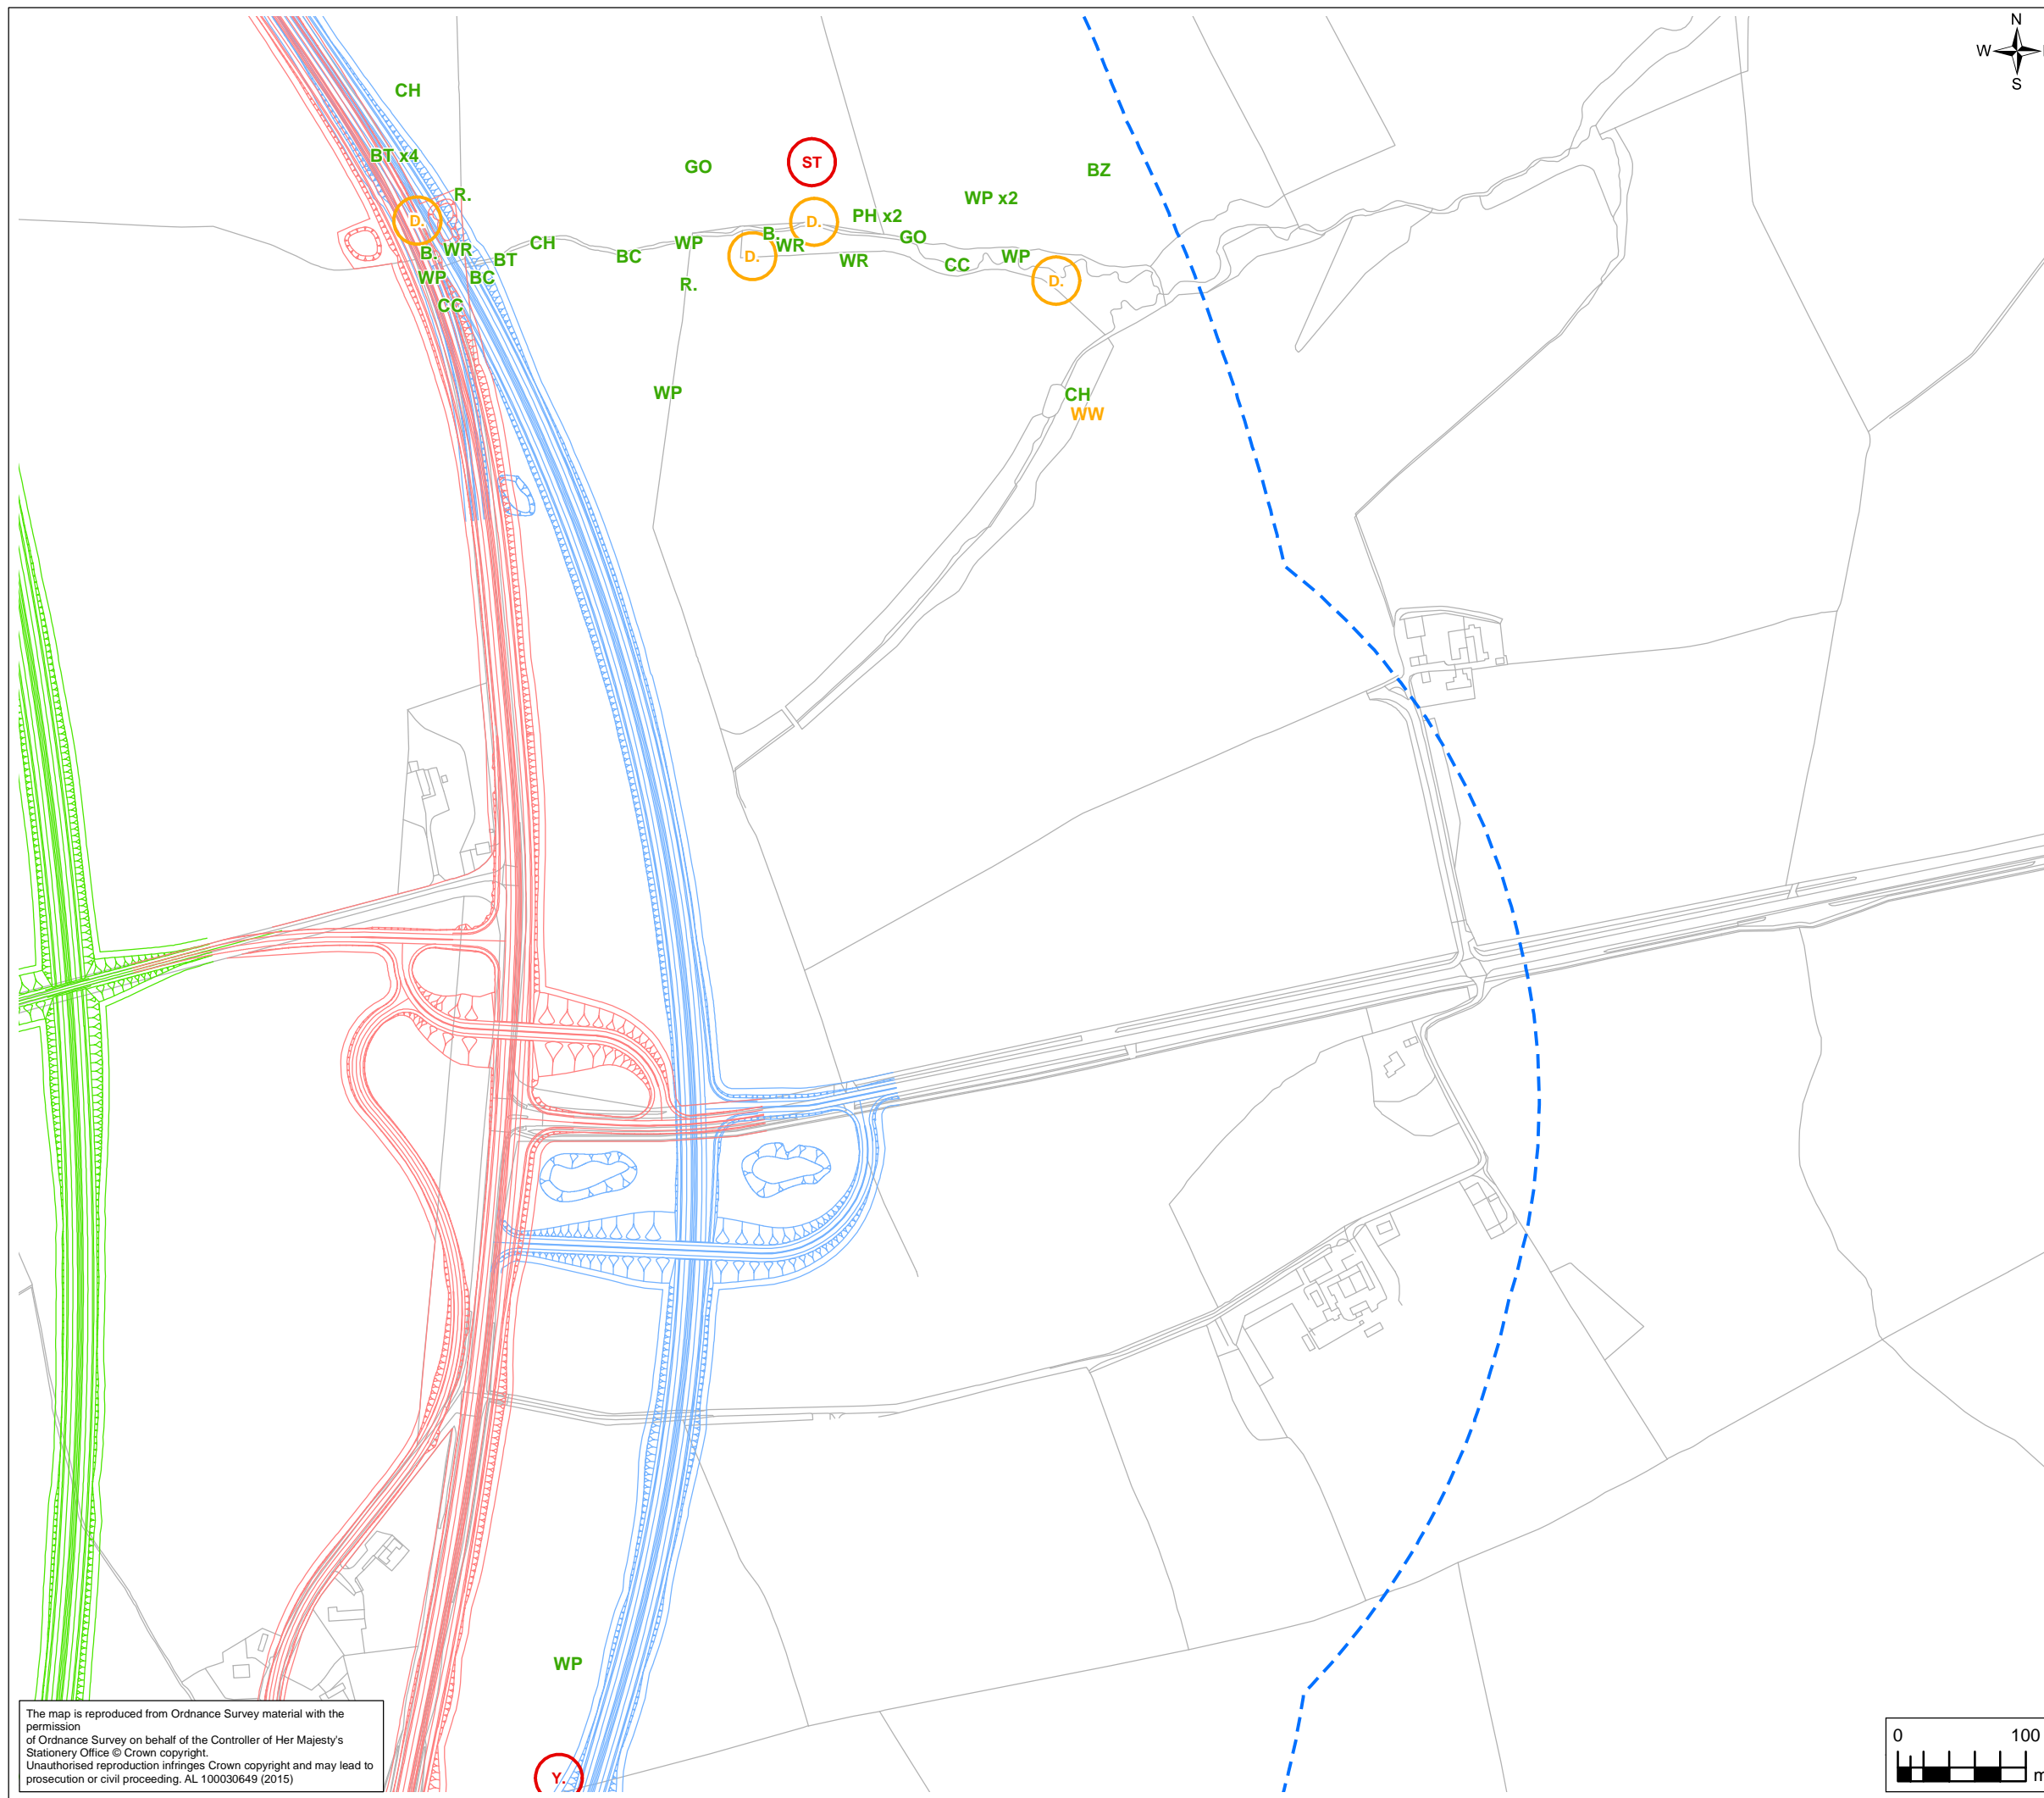 N
W
S
CH
BT x4
GO
ST
BZ
R.
WP x2
D.
D.
PH x2
B.
GO
CH
WP
WR
B.
WR
BC
D.
WR
WP
BT
CC
WP
BC
R.
D.
CC
WP
CH
WW
WP
Y.
The map is reproduced from Ordnance Survey material with the
permission
of Ordnance Survey on behalf of the Controller of Her Majesty's
Stationery Office © Crown copyright.
Unauthorised reproduction infringes Crown copyright and may lead to
prosecution or civil proceeding. AL 100030649 (2015)
0 100
m